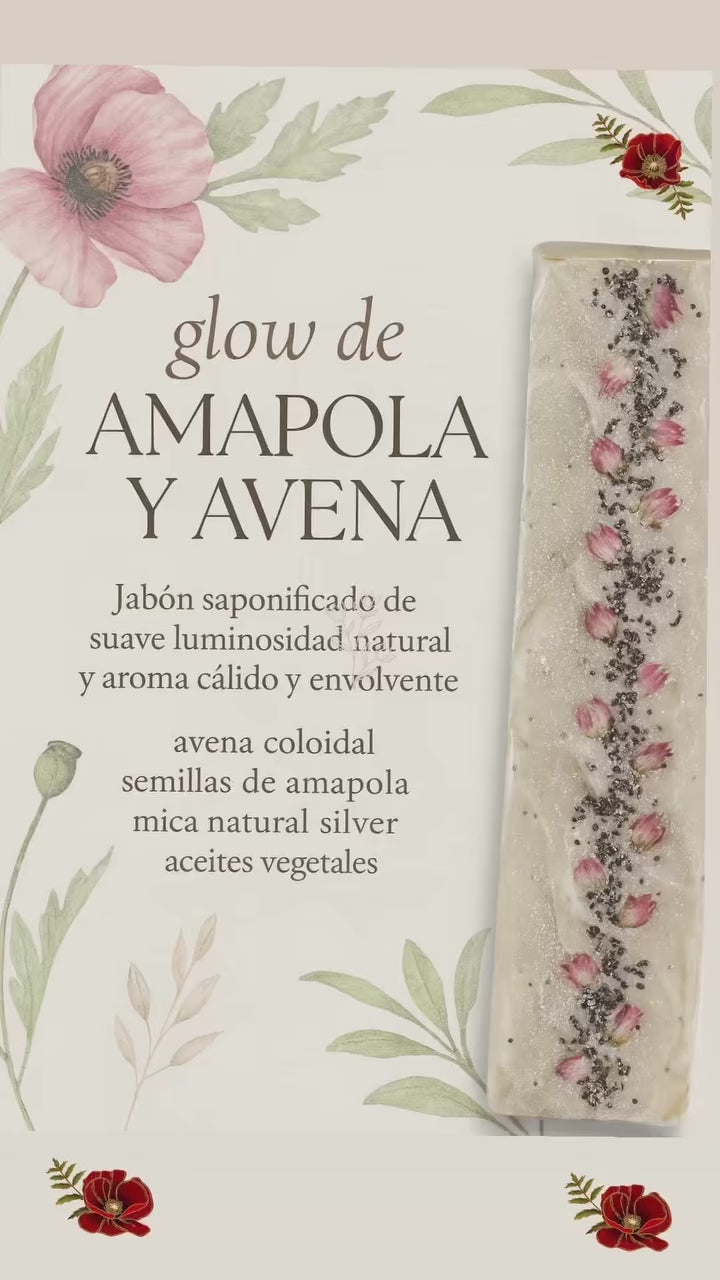 glow de
AMAPOLA
Y AVENA
Jabón saponificado de
suave luminosidad natural
y aroma cálido y envolvente
avena coloidal
semillas de amapola
mica natural silver
aceites vegetales